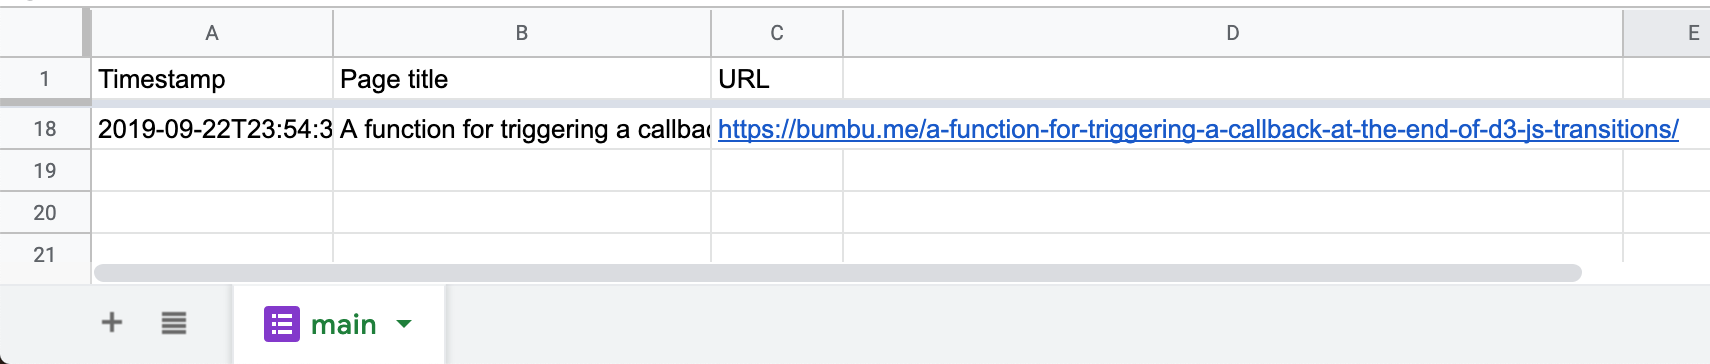 A B C D E
1 Timestamp Page title URL
18 2019-09-22T23:54:3 A function for triggering a callbac https://bumbu.me/a-function-for-triggering-a-callback-at-the-end-of-d3-js-transitions/
19
20
21
main